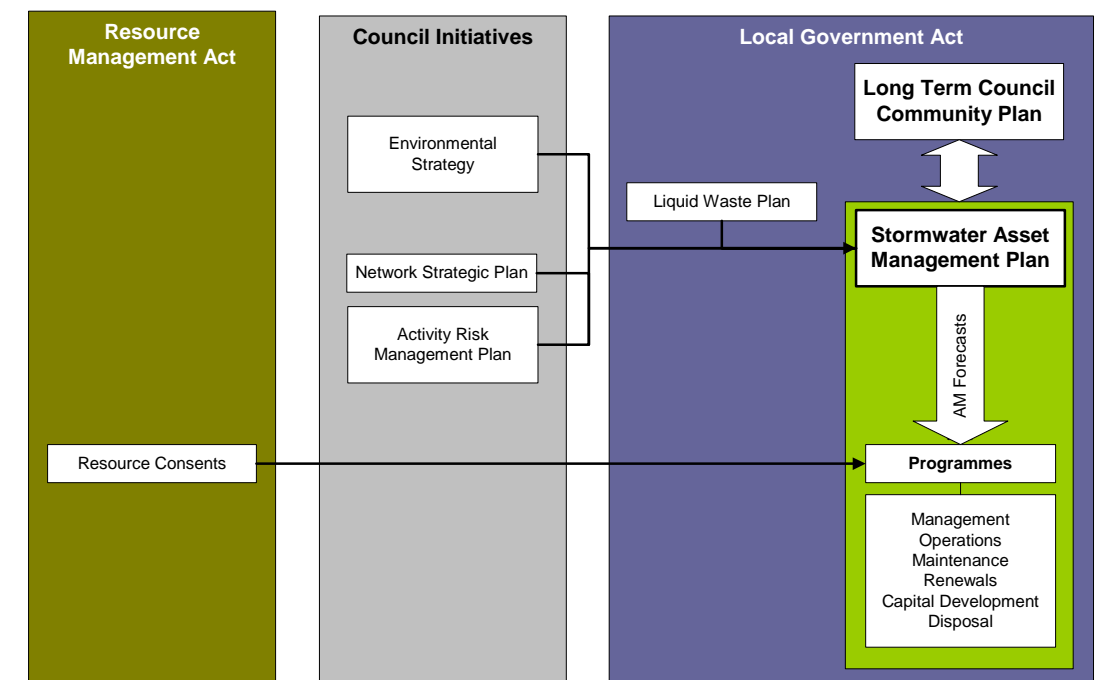 Resource
Management Act
Council Initiatives
Local Government Act
Long Term Council
Community Plan
Environmental
Strategy
Liquid Waste Plan
Stormwater Asset
Management Plan
Network Strategic Plan
Activity Risk
Management Plan
AM Forecasts
Resource Consents
Programmes
Management
Operations
Maintenance
Renewals
Capital Development
Disposal